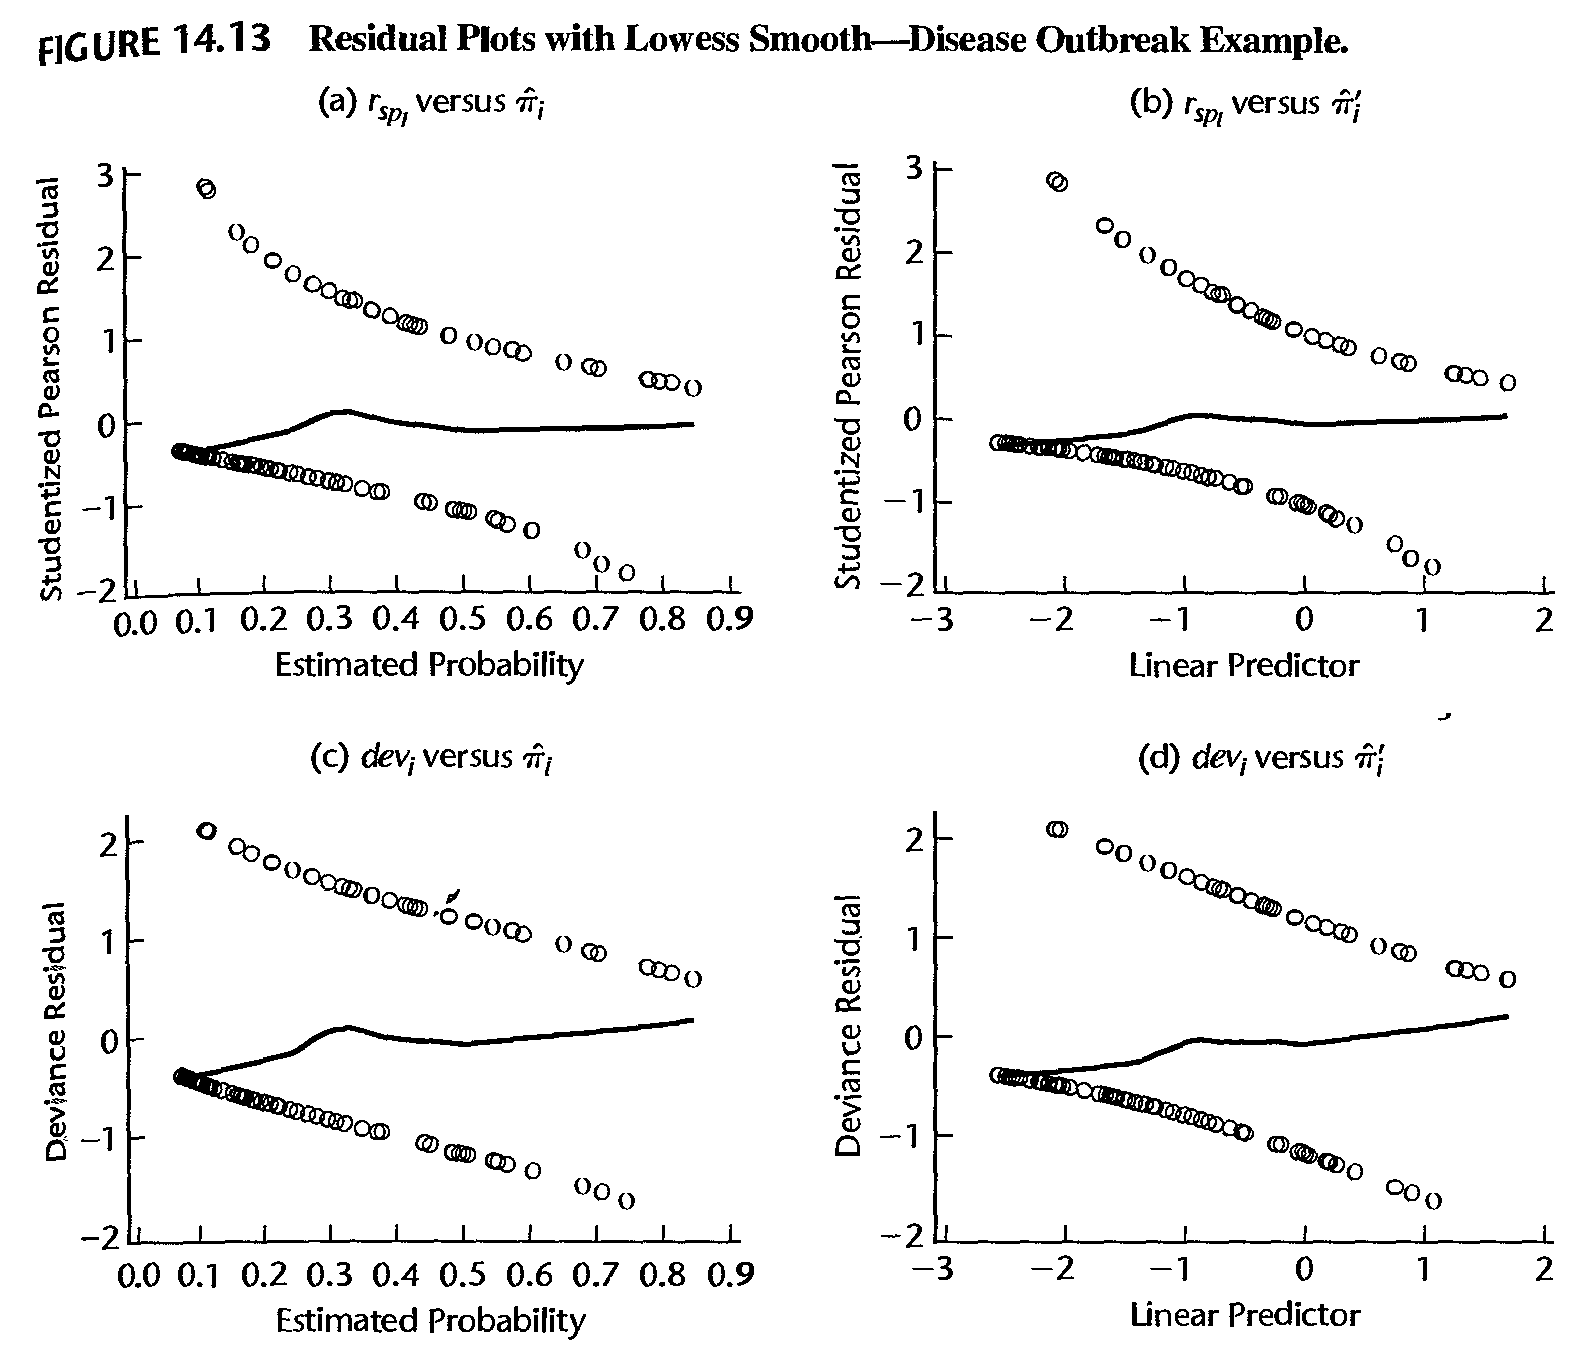 FIGURE 14.13 Residual Plots with Lowess Smooth—Disease Outbreak Example.
(a) r_{sp_i} versus π̂_i
(b) r_{sp_i} versus π̂′_i
Studentized Pearson Residual
3
2
1
0
−1
−2
0.0 0.1 0.2 0.3 0.4 0.5 0.6 0.7 0.8 0.9
Estimated Probability
Studentized Pearson Residual
3
2
1
0
−1
−2
−3 −2 −1 0 1 2
Linear Predictor
(c) dev_i versus π̂_i
(d) dev_i versus π̂′_i
Deviance Residual
2
1
0
−1
−2
0.0 0.1 0.2 0.3 0.4 0.5 0.6 0.7 0.8 0.9
Estimated Probability
Deviance Residual
2
1
0
−1
−2
−3 −2 −1 0 1 2
Linear Predictor